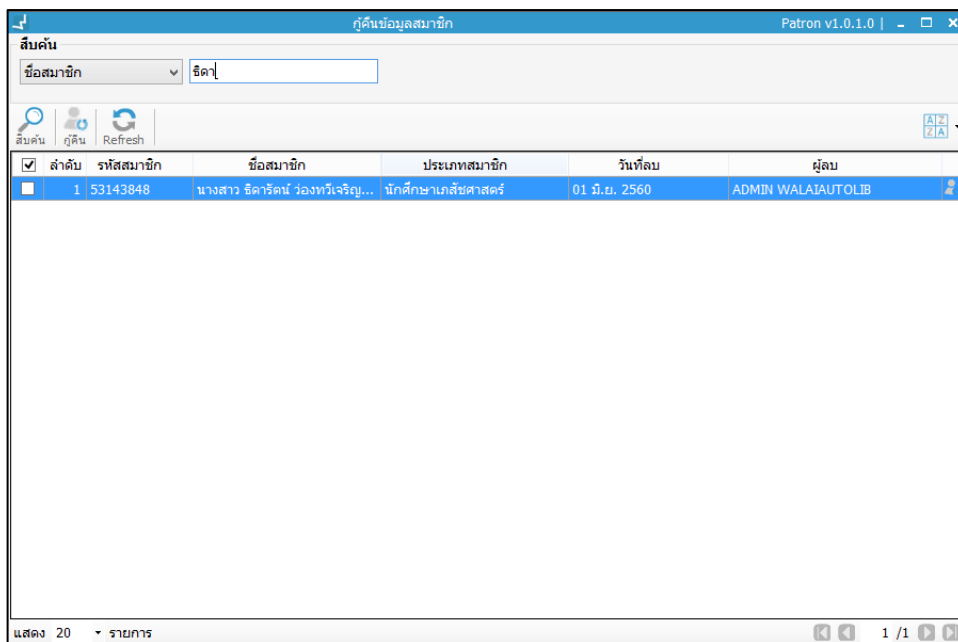 กู้คืนข้อมูลสมาชิก Patron v1.0.1.0 |
สืบค้น
ชื่อสมาชิก ธิดา
สืบค้น กู้คืน Refresh
ลำดับ รหัสสมาชิก ชื่อสมาชิก ประเภทสมาชิก วันที่ลบ ผู้ลบ
1 53143848 นางสาว ธิดารัตน์ ว่องทวีเจริญ... นักศึกษาเภสัชศาสตร์ 01 มิ.ย. 2560 ADMIN WALAIAUTOLIB
แสดง 20 รายการ 1 /1